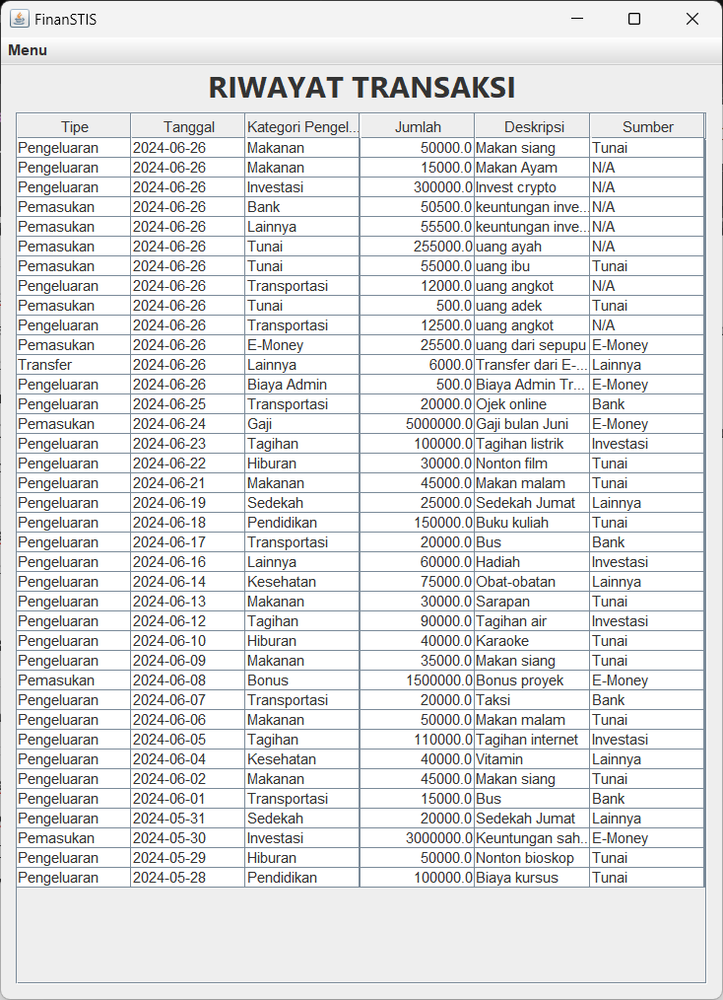 FinanSTIS
Menu
RIWAYAT TRANSAKSI
Tipe Tanggal Kategori Pengel... Jumlah Deskripsi Sumber
Pengeluaran 2024-06-26 Makanan 50000.0 Makan siang Tunai
Pengeluaran 2024-06-26 Makanan 15000.0 Makan Ayam N/A
Pengeluaran 2024-06-26 Investasi 300000.0 Invest crypto N/A
Pemasukan 2024-06-26 Bank 50500.0 keuntungan inve... N/A
Pemasukan 2024-06-26 Lainnya 55500.0 keuntungan inve... N/A
Pemasukan 2024-06-26 Tunai 255000.0 uang ayah N/A
Pemasukan 2024-06-26 Tunai 55000.0 uang ibu Tunai
Pengeluaran 2024-06-26 Transportasi 12000.0 uang angkot N/A
Pemasukan 2024-06-26 Tunai 500.0 uang adek Tunai
Pengeluaran 2024-06-26 Transportasi 12500.0 uang angkot N/A
Pemasukan 2024-06-26 E-Money 25500.0 uang dari sepupu E-Money
Transfer 2024-06-26 Lainnya 6000.0 Transfer dari E-... Lainnya
Pengeluaran 2024-06-26 Biaya Admin 500.0 Biaya Admin Tr... E-Money
Pengeluaran 2024-06-25 Transportasi 20000.0 Ojek online Bank
Pemasukan 2024-06-24 Gaji 5000000.0 Gaji bulan Juni E-Money
Pengeluaran 2024-06-23 Tagihan 100000.0 Tagihan listrik Investasi
Pengeluaran 2024-06-22 Hiburan 30000.0 Nonton film Tunai
Pengeluaran 2024-06-21 Makanan 45000.0 Makan malam Tunai
Pengeluaran 2024-06-19 Sedekah 25000.0 Sedekah Jumat Lainnya
Pengeluaran 2024-06-18 Pendidikan 150000.0 Buku kuliah Tunai
Pengeluaran 2024-06-17 Transportasi 20000.0 Bus Bank
Pengeluaran 2024-06-16 Lainnya 60000.0 Hadiah Investasi
Pengeluaran 2024-06-14 Kesehatan 75000.0 Obat-obatan Lainnya
Pengeluaran 2024-06-13 Makanan 30000.0 Sarapan Tunai
Pengeluaran 2024-06-12 Tagihan 90000.0 Tagihan air Investasi
Pengeluaran 2024-06-10 Hiburan 40000.0 Karaoke Tunai
Pengeluaran 2024-06-09 Makanan 35000.0 Makan siang Tunai
Pemasukan 2024-06-08 Bonus 1500000.0 Bonus proyek E-Money
Pengeluaran 2024-06-07 Transportasi 20000.0 Taksi Bank
Pengeluaran 2024-06-06 Makanan 50000.0 Makan malam Tunai
Pengeluaran 2024-06-05 Tagihan 110000.0 Tagihan internet Investasi
Pengeluaran 2024-06-04 Kesehatan 40000.0 Vitamin Lainnya
Pengeluaran 2024-06-02 Makanan 45000.0 Makan siang Tunai
Pengeluaran 2024-06-01 Transportasi 15000.0 Bus Bank
Pengeluaran 2024-05-31 Sedekah 20000.0 Sedekah Jumat Lainnya
Pemasukan 2024-05-30 Investasi 3000000.0 Keuntungan sah... E-Money
Pengeluaran 2024-05-29 Hiburan 50000.0 Nonton bioskop Tunai
Pengeluaran 2024-05-28 Pendidikan 100000.0 Biaya kursus Tunai